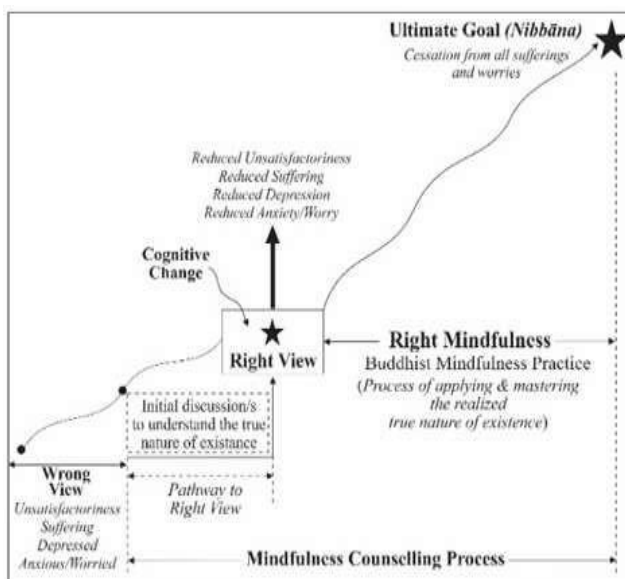 Ultimate Goal (Nibbāna)
Cessation from all sufferings
and worries
Reduced Unsatisfactoriness
Reduced Suffering
Reduced Depression
Reduced Anxiety/Worry
Cognitive
Change
Right View
Right Mindfulness
Buddhist Mindfulness Practice
(Process of applying & mastering
the realized
true nature of existence)
Initial discussion/s
to understand the true
nature of existance
Wrong
View
Unsatisfactoriness
Suffering
Depressed
Anxious/Worried
Pathway to
Right View
Mindfulness Counselling Process